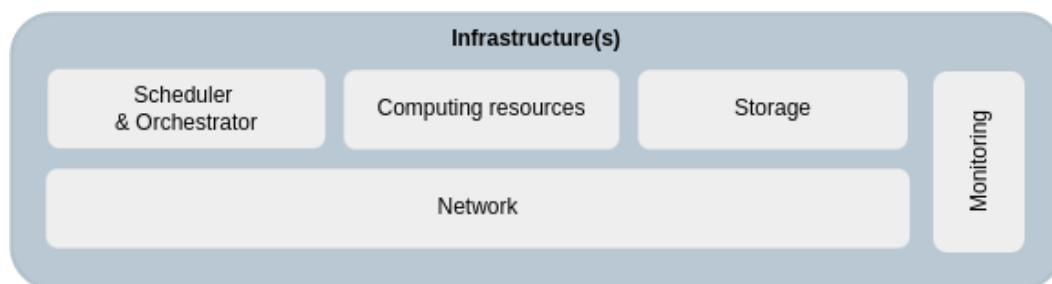 Infrastructure(s)
Scheduler
& Orchestrator
Computing resources
Storage
Monitoring
Network